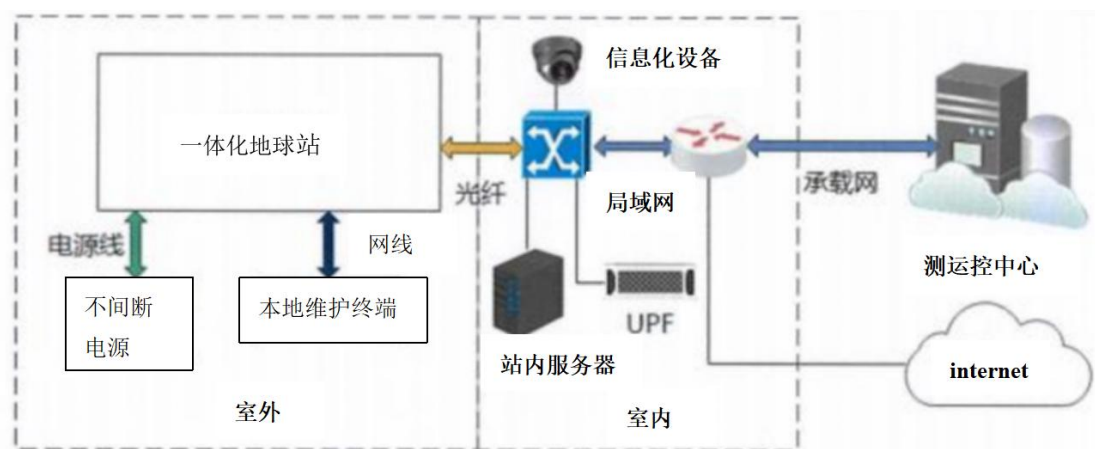 信息化设备
一体化地球站
光纤
局域网
承载网
电源线
网线
测运控中心
不间断
电源
本地维护终端
UPF
站内服务器
internet
室外
室内